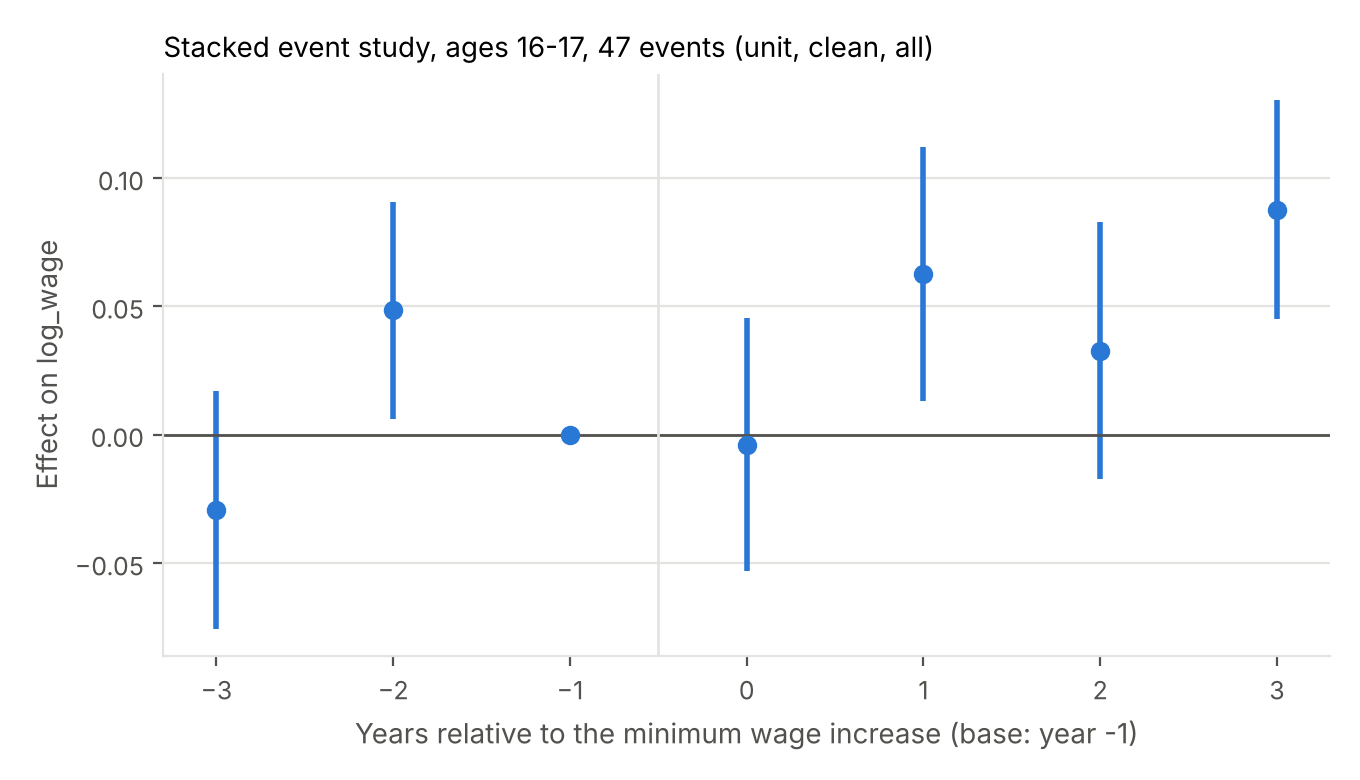 Stacked event study, ages 16-17, 47 events (unit, clean, all)
Effect on log_wage
0.10
0.05
0.00
−0.05
−3 −2 −1 0 1 2 3
Years relative to the minimum wage increase (base: year -1)